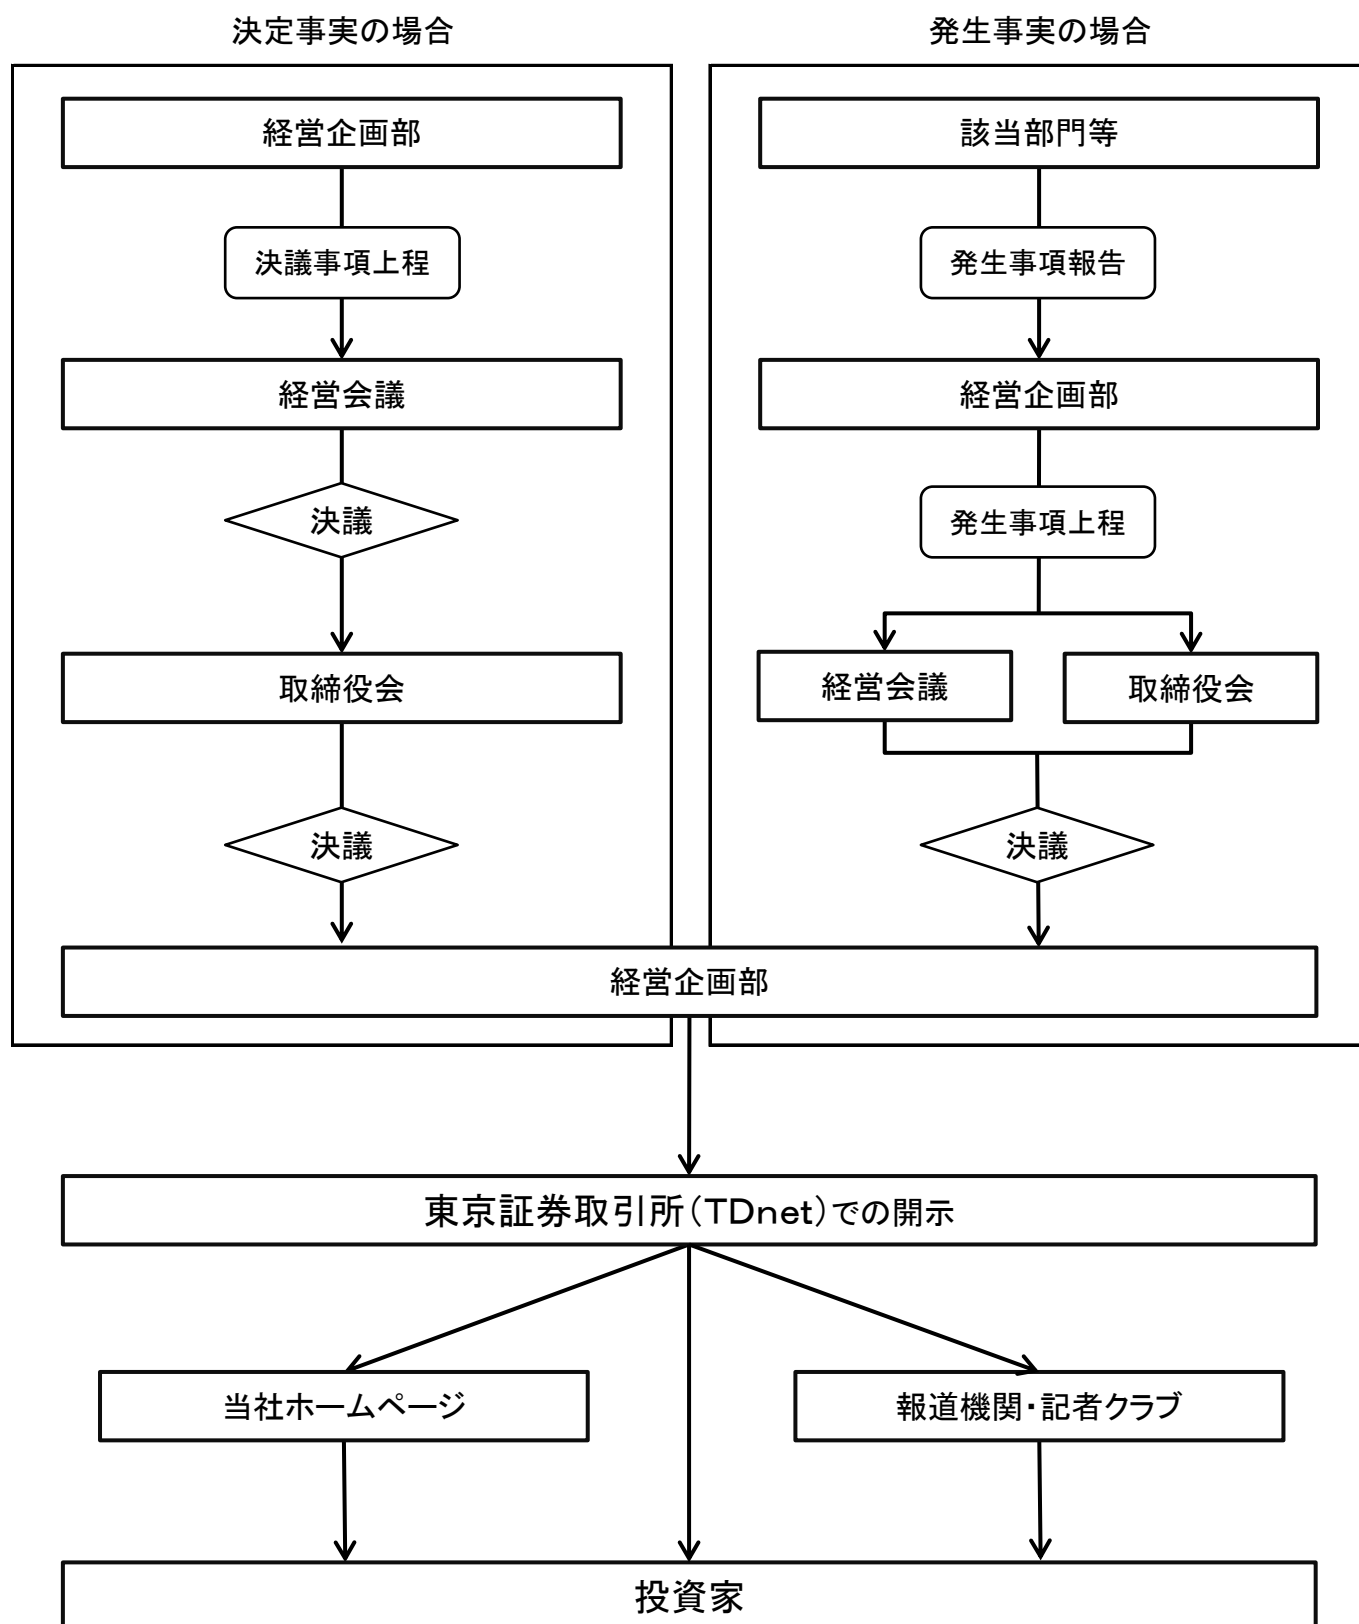 決定事実の場合
発生事実の場合
経営企画部
該当部門等
決議事項上程
発生事項報告
経営会議
経営企画部
決議
発生事項上程
取締役会
経営会議
取締役会
決議
決議
経営企画部
東京証券取引所(TDnet)での開示
当社ホームページ
報道機関・記者クラブ
投資家